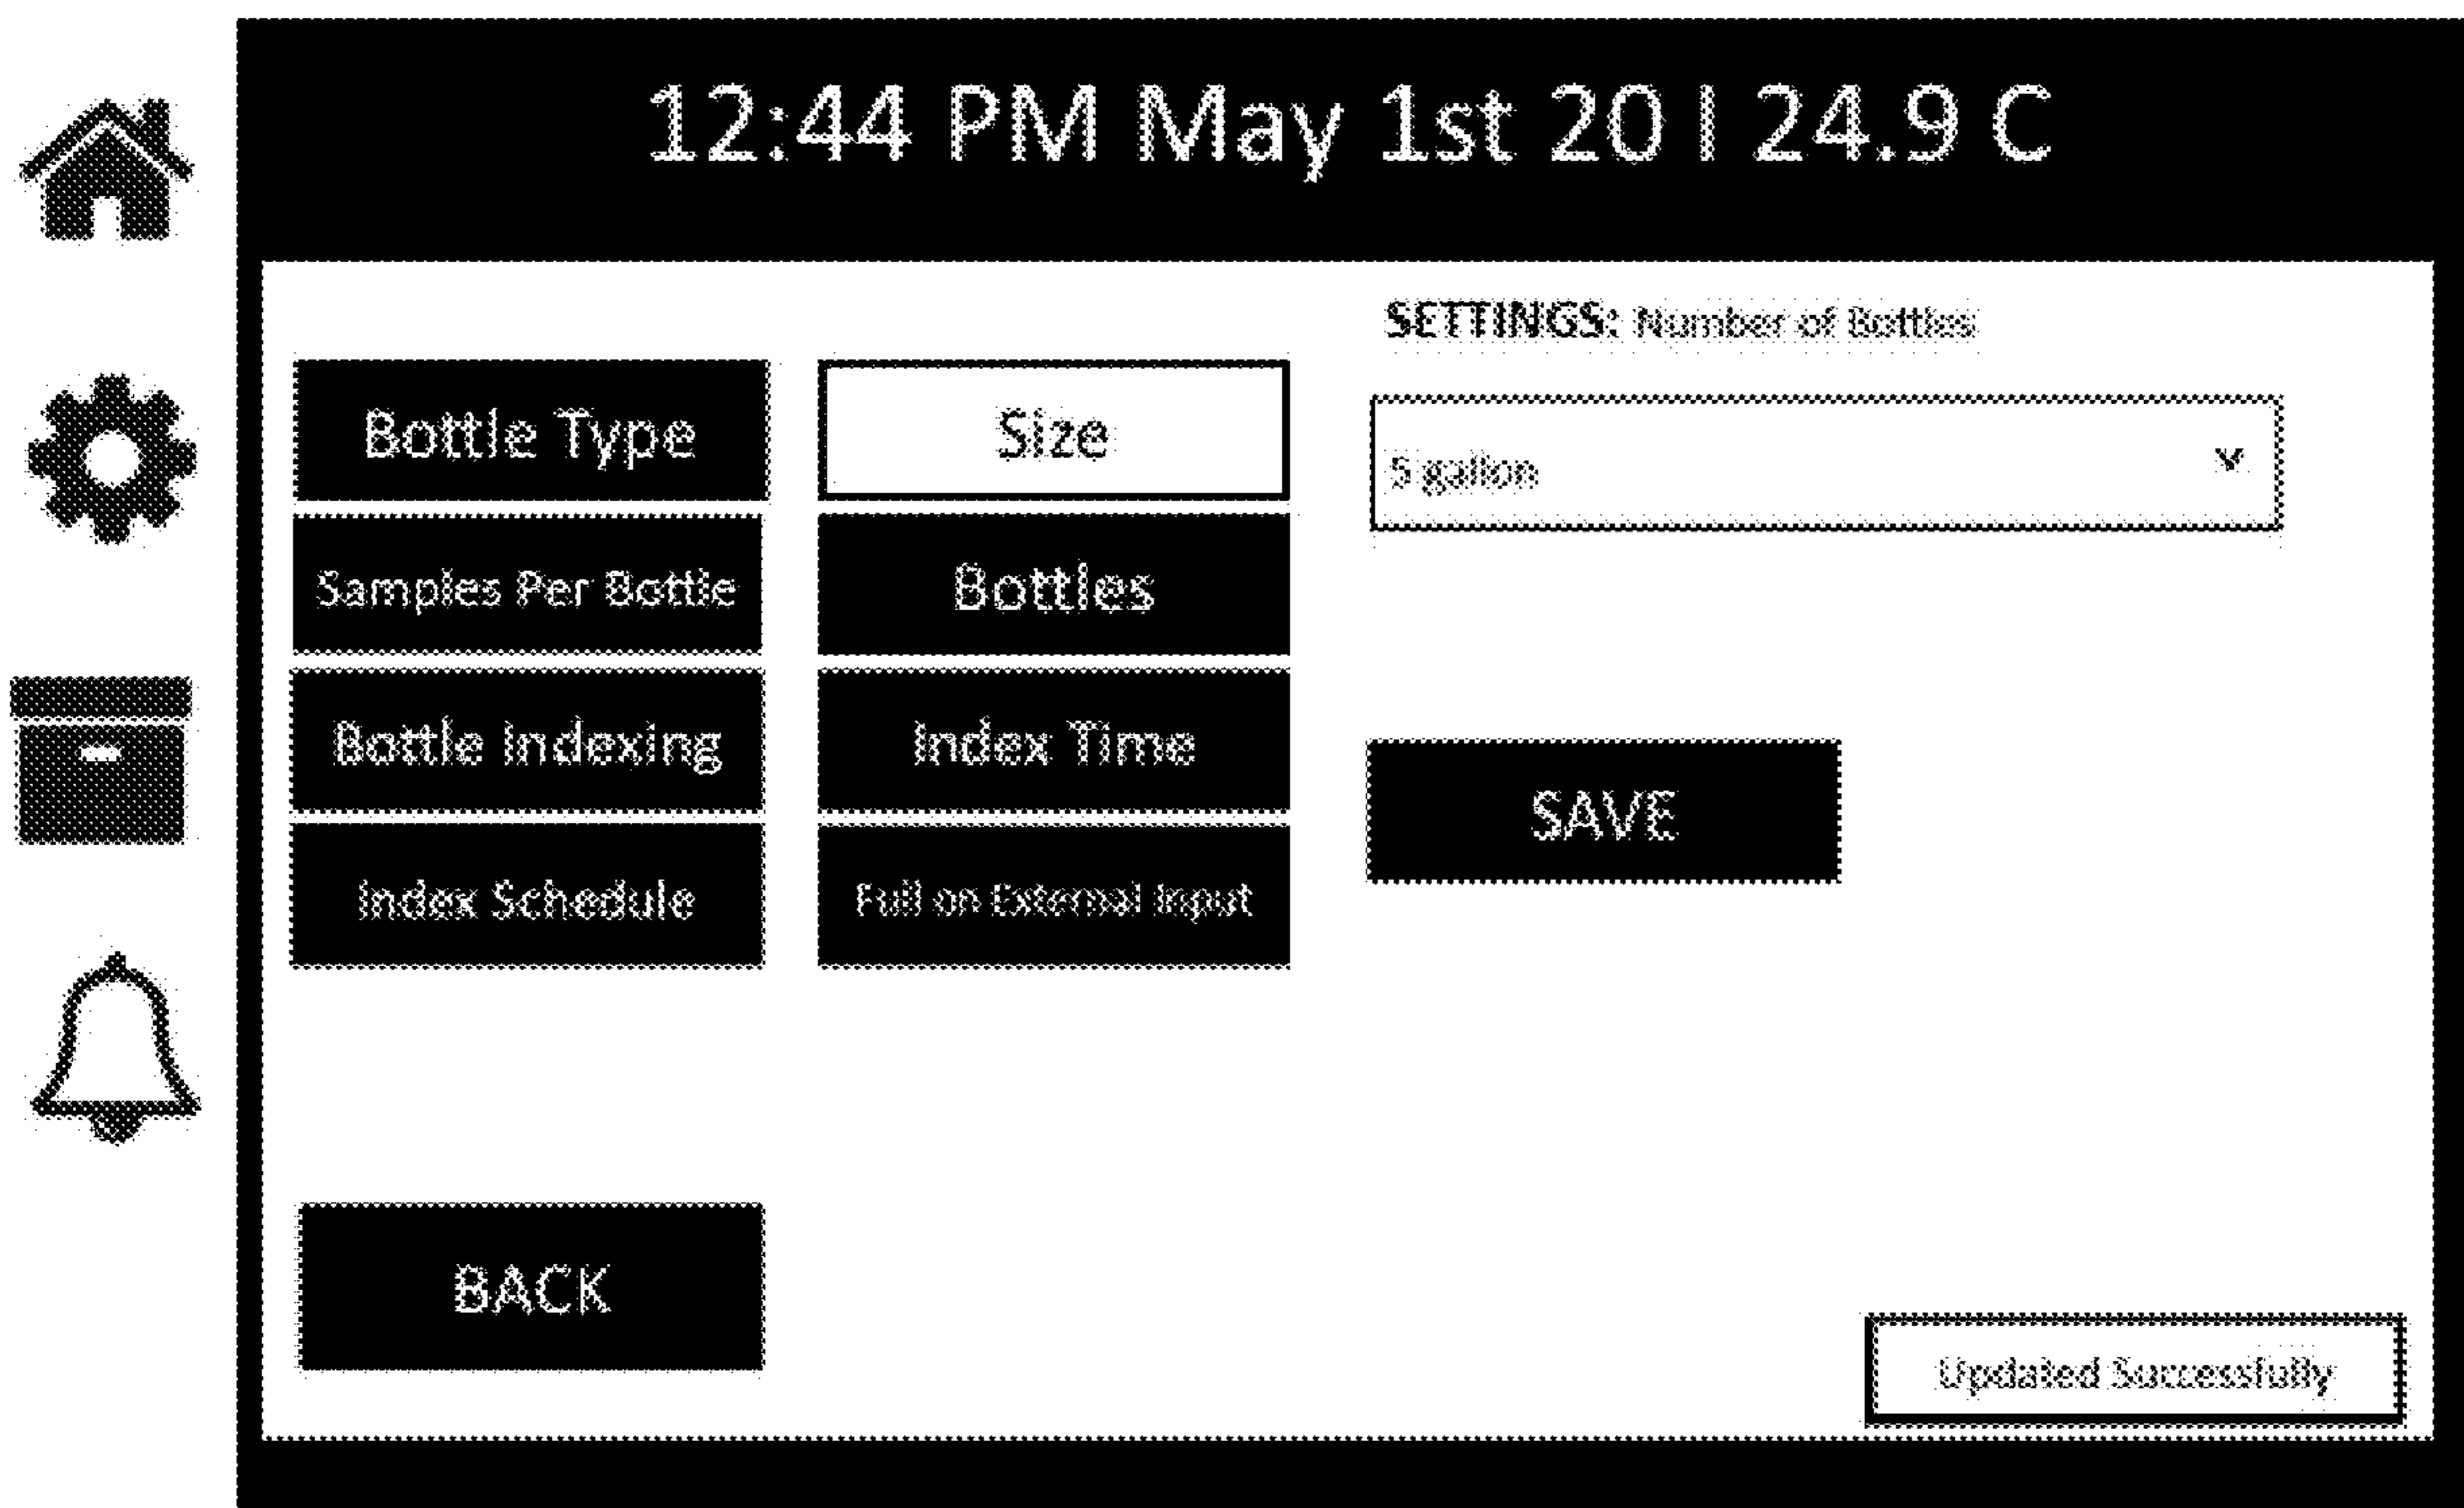 12:44 PM May 1st 20 I 24.9 C
SETTINGS: Number of Bottles
Bottle Type
Size
5 gallon
Samples Per Bottle
Bottles
Bottle Indexing
Index Time
SAVE
Index Schedule
Full on External Input
BACK
Updated Successfully